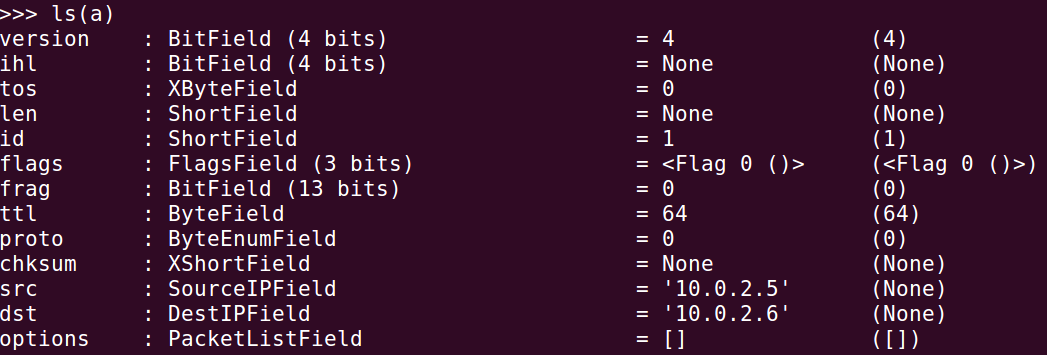 >>> ls(a)
version    : BitField (4 bits)                   = 4               (4)
ihl        : BitField (4 bits)                   = None            (None)
tos        : XByteField                          = 0               (0)
len        : ShortField                          = None            (None)
id         : ShortField                          = 1               (1)
flags      : FlagsField (3 bits)                 = <Flag 0 ()>     (<Flag 0 ()>)
frag       : BitField (13 bits)                  = 0               (0)
ttl        : ByteField                           = 64              (64)
proto      : ByteEnumField                       = 0               (0)
chksum     : XShortField                         = None            (None)
src        : SourceIPField                       = '10.0.2.5'      (None)
dst        : DestIPField                         = '10.0.2.6'      (None)
options    : PacketListField                     = []              ([])